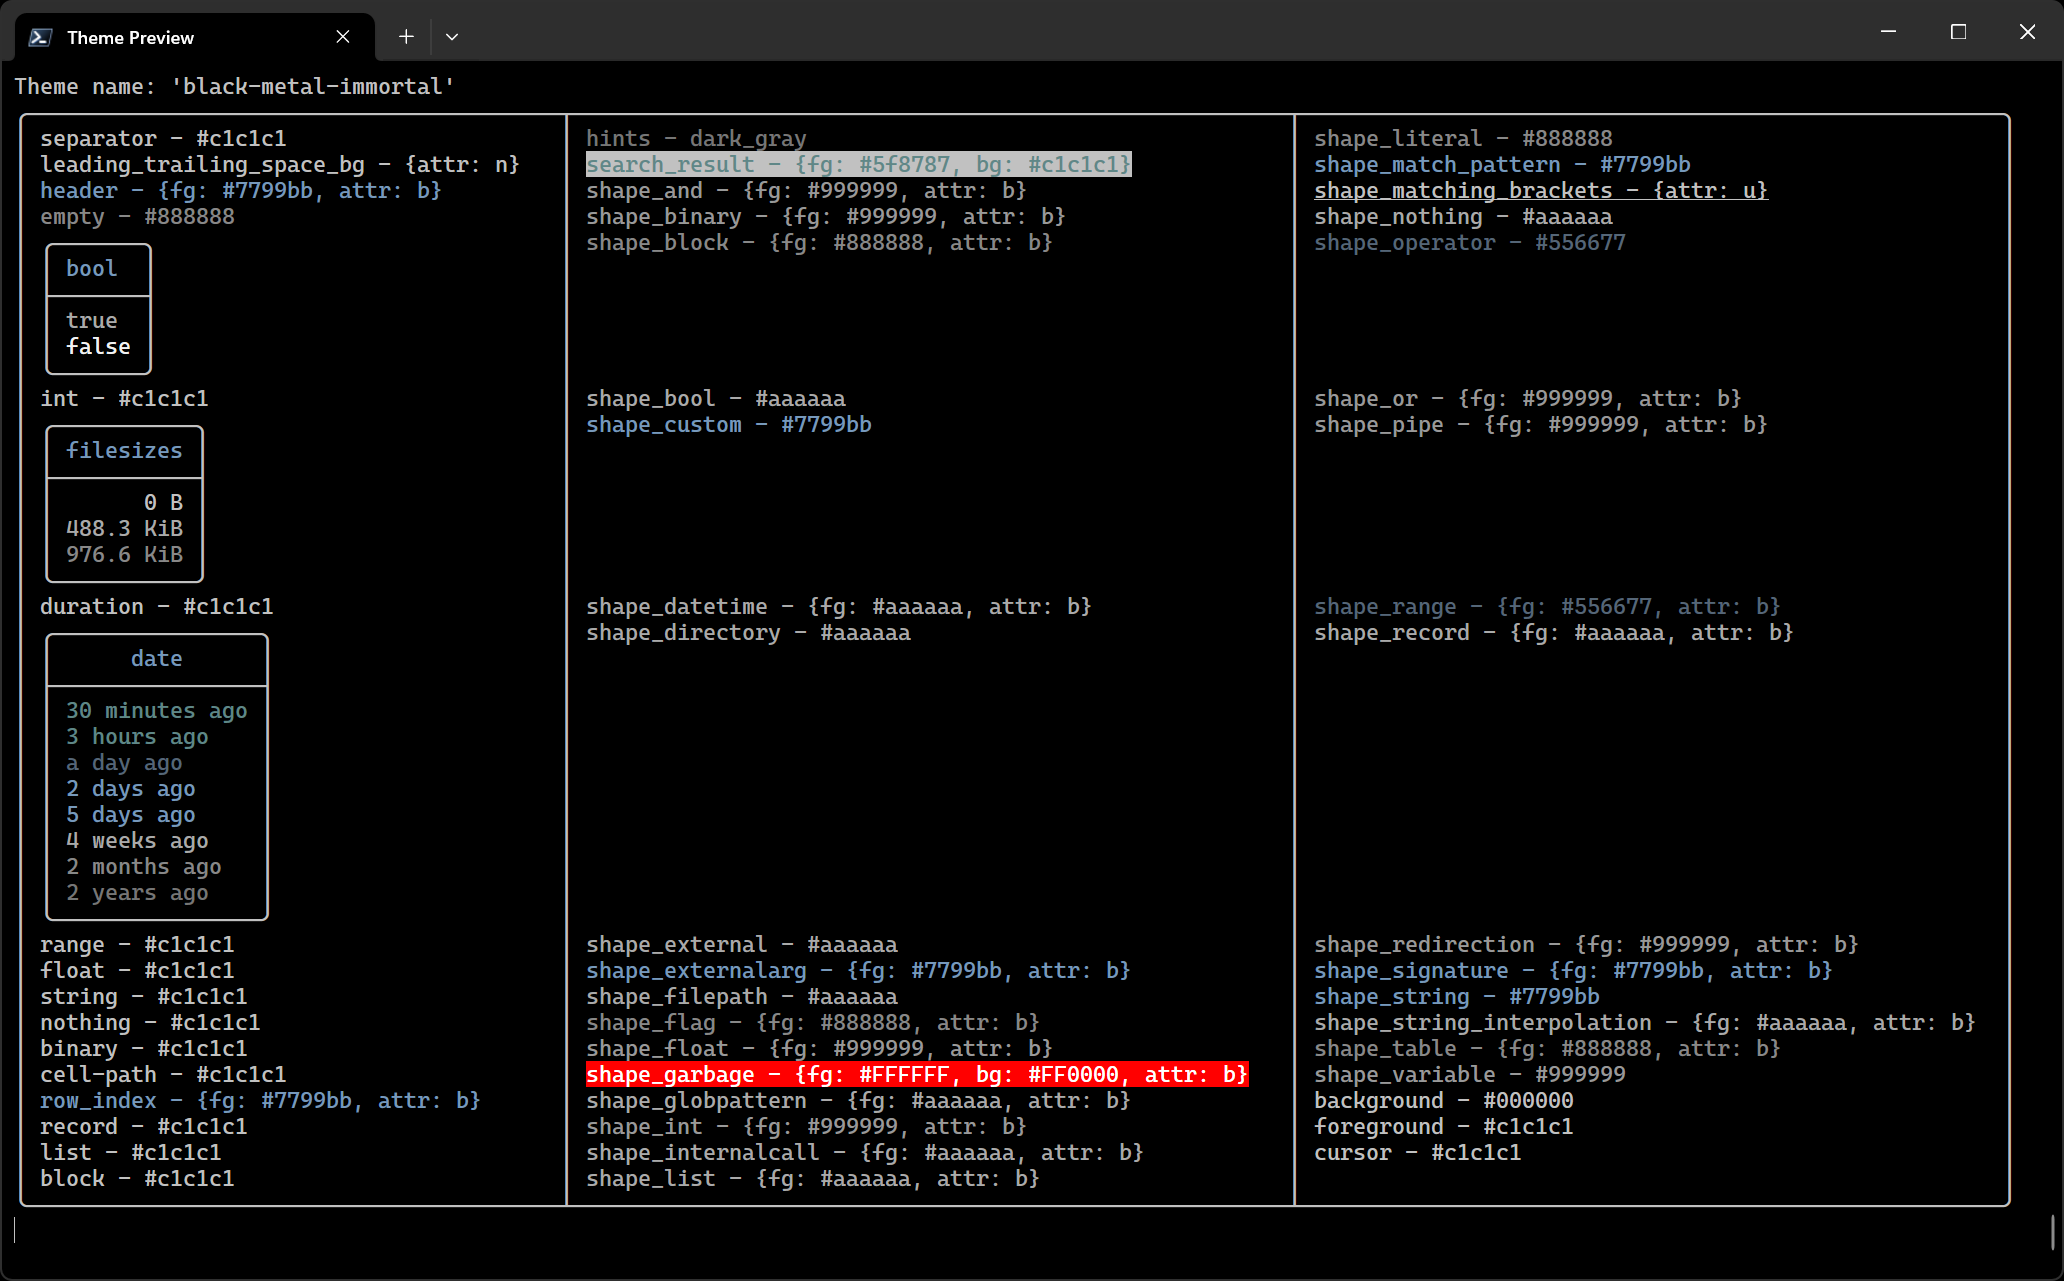 Theme Preview
Theme name: 'black-metal-immortal'
separator - #c1c1c1
leading_trailing_space_bg - {attr: n}
header - {fg: #7799bb, attr: b}
empty - #888888
bool
true
false
int - #c1c1c1
filesizes
0 B
488.3 KiB
976.6 KiB
duration - #c1c1c1
date
30 minutes ago
3 hours ago
a day ago
2 days ago
5 days ago
4 weeks ago
2 months ago
2 years ago
range - #c1c1c1
float - #c1c1c1
string - #c1c1c1
nothing - #c1c1c1
binary - #c1c1c1
cell-path - #c1c1c1
row_index - {fg: #7799bb, attr: b}
record - #c1c1c1
list - #c1c1c1
block - #c1c1c1
hints - dark_gray
search_result - {fg: #5f8787, bg: #c1c1c1}
shape_and - {fg: #999999, attr: b}
shape_binary - {fg: #999999, attr: b}
shape_block - {fg: #888888, attr: b}
shape_bool - #aaaaaa
shape_custom - #7799bb
shape_datetime - {fg: #aaaaaa, attr: b}
shape_directory - #aaaaaa
shape_external - #aaaaaa
shape_externalarg - {fg: #7799bb, attr: b}
shape_filepath - #aaaaaa
shape_flag - {fg: #888888, attr: b}
shape_float - {fg: #999999, attr: b}
shape_garbage - {fg: #FFFFFF, bg: #FF0000, attr: b}
shape_globpattern - {fg: #aaaaaa, attr: b}
shape_int - {fg: #999999, attr: b}
shape_internalcall - {fg: #aaaaaa, attr: b}
shape_list - {fg: #aaaaaa, attr: b}
shape_literal - #888888
shape_match_pattern - #7799bb
shape_matching_brackets - {attr: u}
shape_nothing - #aaaaaa
shape_operator - #556677
shape_or - {fg: #999999, attr: b}
shape_pipe - {fg: #999999, attr: b}
shape_range - {fg: #556677, attr: b}
shape_record - {fg: #aaaaaa, attr: b}
shape_redirection - {fg: #999999, attr: b}
shape_signature - {fg: #7799bb, attr: b}
shape_string - #7799bb
shape_string_interpolation - {fg: #aaaaaa, attr: b}
shape_table - {fg: #888888, attr: b}
shape_variable - #999999
background - #000000
foreground - #c1c1c1
cursor - #c1c1c1